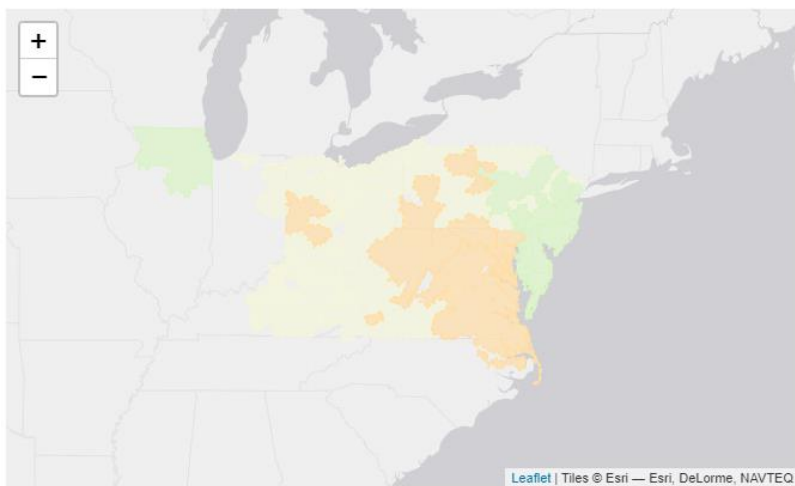 +
−
Leaflet | Tiles © Esri — Esri, DeLorme, NAVTEQ